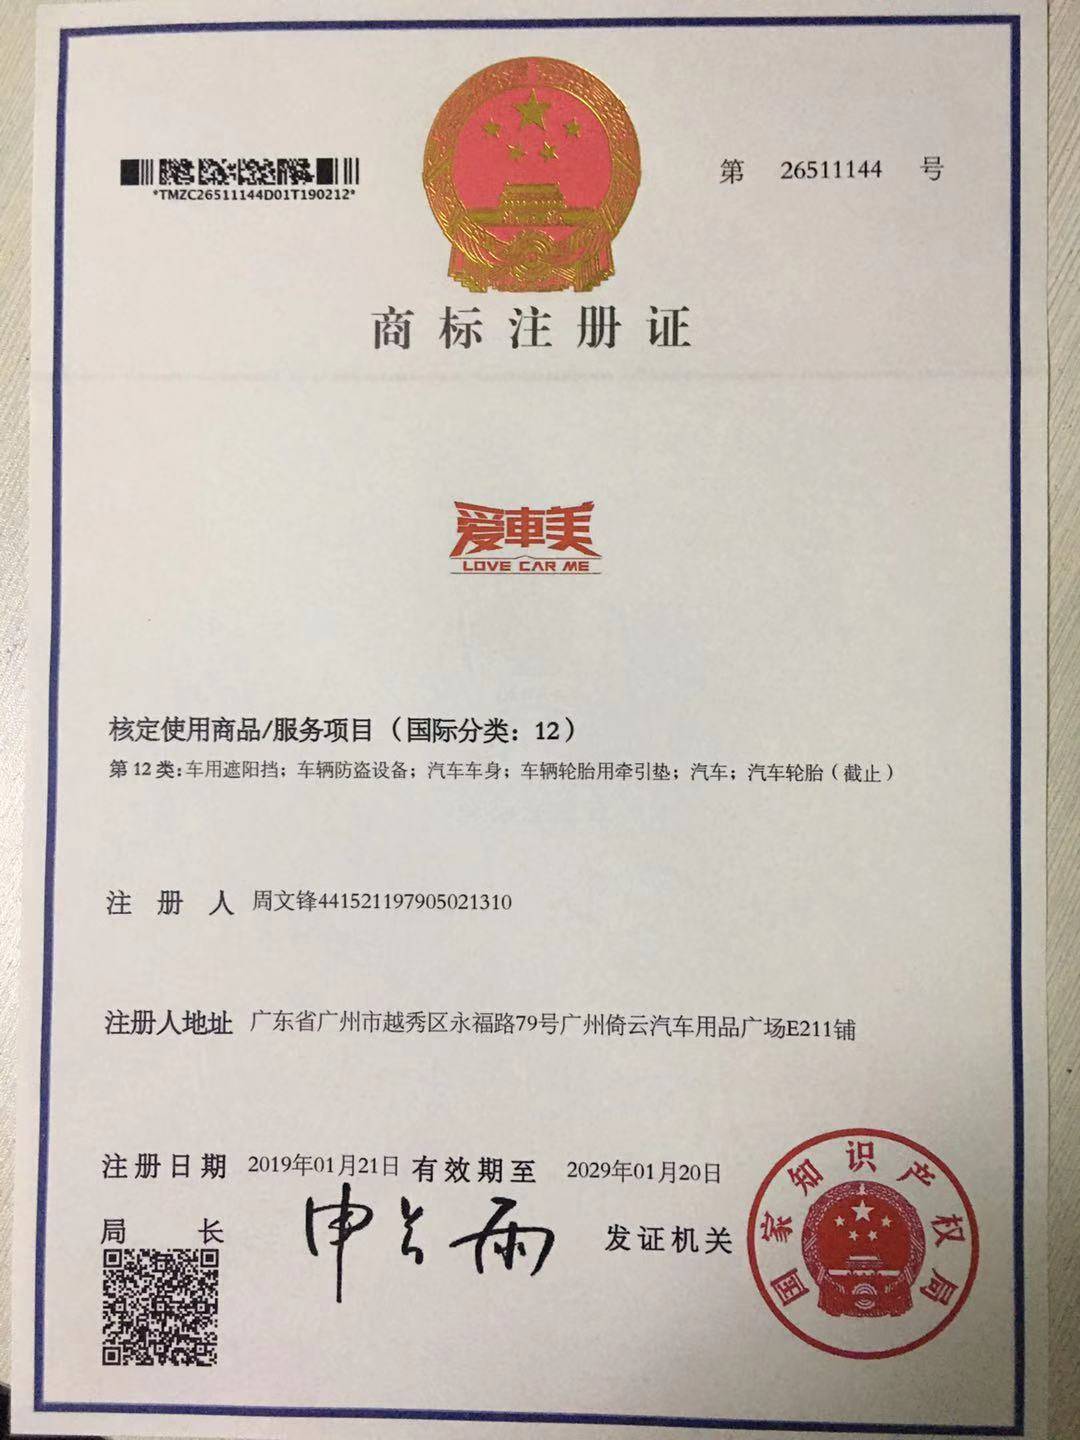 第 26511144 号
*TMZC26511144D01T190212*
商标注册证
爱車美
LOVE CAR ME
核定使用商品/服务项目（国际分类：12）
第12类：车用遮阳挡；车辆防盗设备；汽车车身；车辆轮胎用牵引垫；汽车；汽车轮胎（截止）
注册人 周文锋441521197905021310
注册人地址 广东省广州市越秀区永福路79号广州倚云汽车用品广场E211铺
注册日期 2019年01月21日 有效期至 2029年01月20日
局长 申长雨 发证机关
国家知识产权局